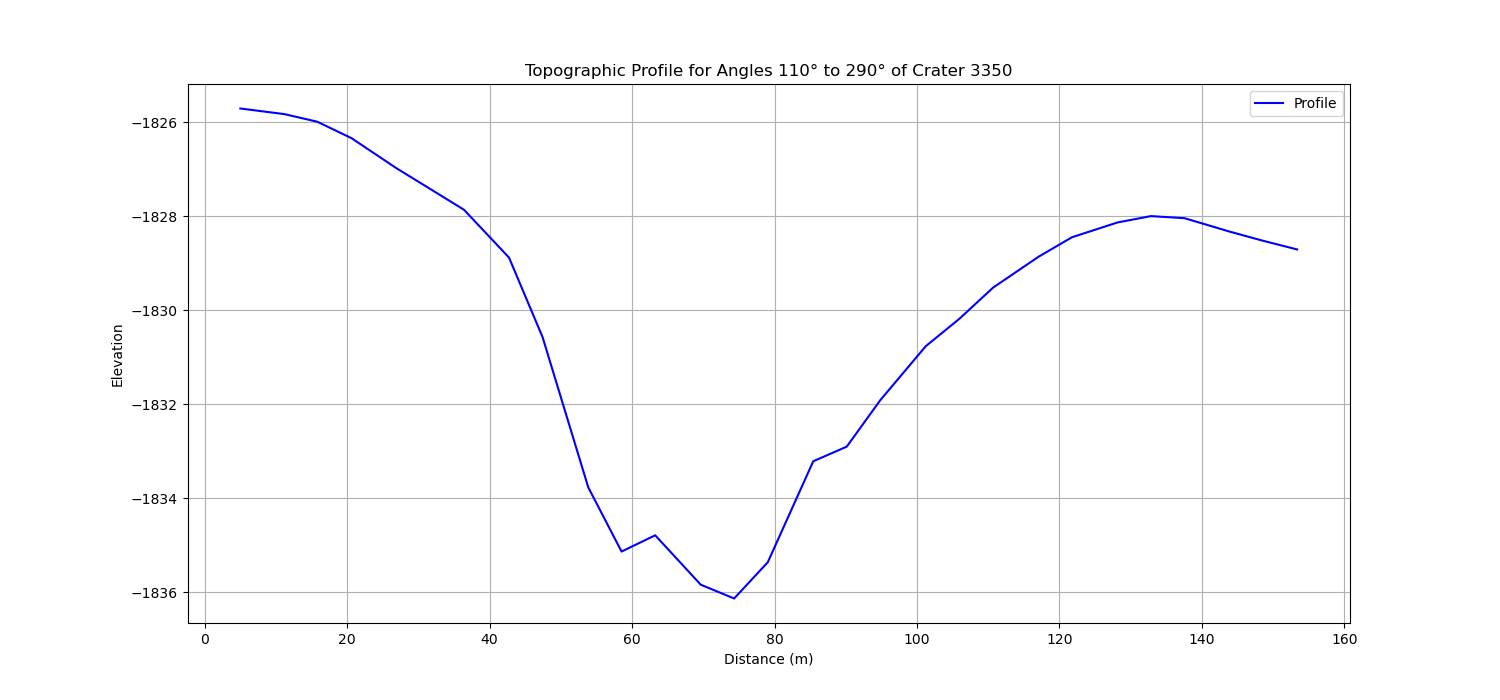 Topographic Profile for Angles 110° to 290° of Crater 3350
Profile
−1826
−1828
−1830
−1832
−1834
−1836
Elevation
0 20 40 60 80 100 120 140 160
Distance (m)